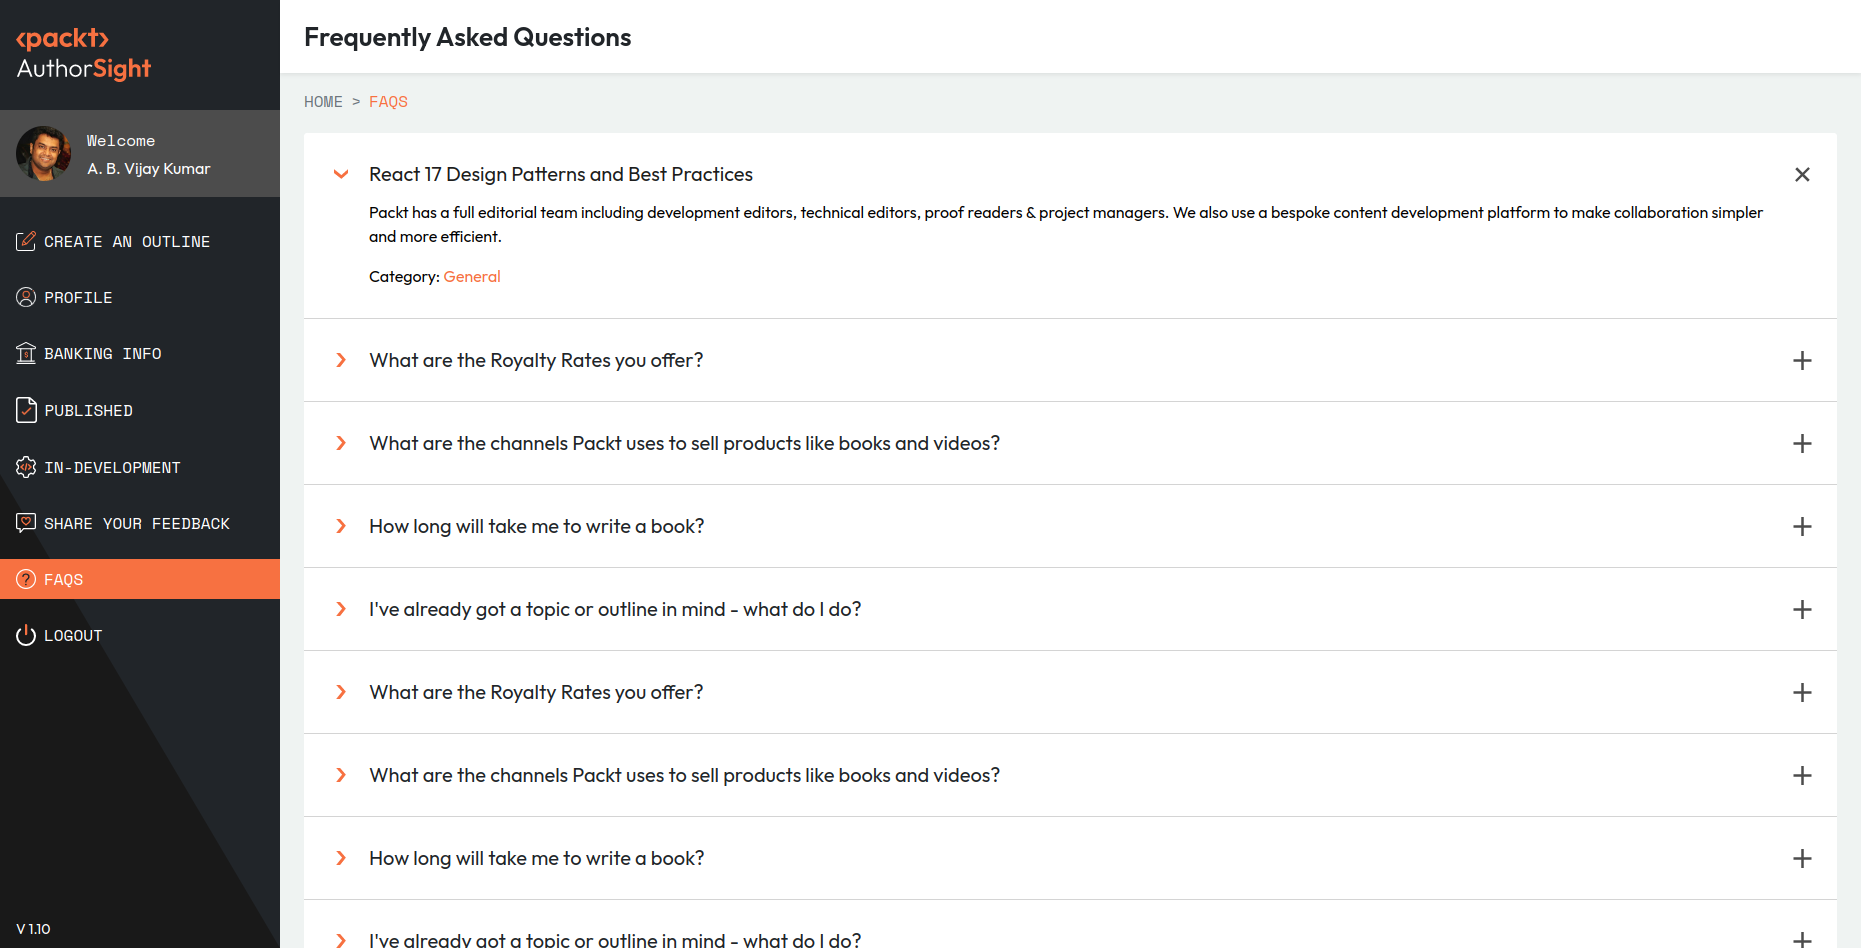 <packt>
AuthorSight
Welcome
A. B. Vijay Kumar
CREATE AN OUTLINE
PROFILE
BANKING INFO
PUBLISHED
IN-DEVELOPMENT
SHARE YOUR FEEDBACK
FAQS
LOGOUT
V 1.10
Frequently Asked Questions
HOME > FAQS
React 17 Design Patterns and Best Practices
Packt has a full editorial team including development editors, technical editors, proof readers & project managers. We also use a bespoke content development platform to make collaboration simpler
and more efficient.
Category: General
What are the Royalty Rates you offer?
What are the channels Packt uses to sell products like books and videos?
How long will take me to write a book?
I've already got a topic or outline in mind - what do I do?
What are the Royalty Rates you offer?
What are the channels Packt uses to sell products like books and videos?
How long will take me to write a book?
I've already got a topic or outline in mind - what do I do?